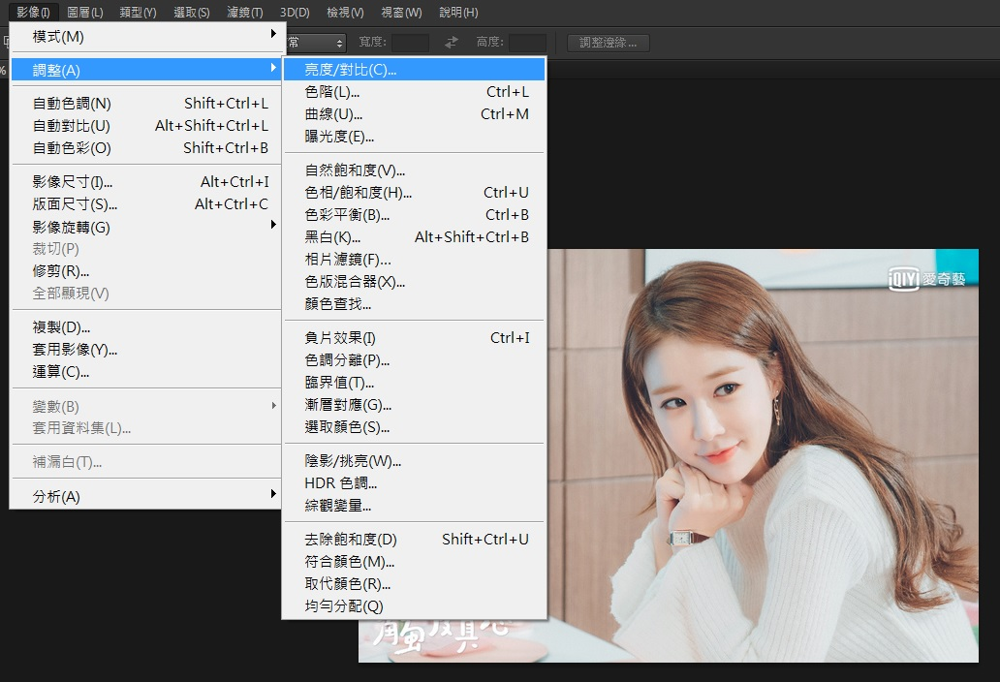 影像(I) 圖層(L) 類型(Y) 選取(S) 濾鏡(T) 3D(D) 檢視(V) 視窗(W) 說明(H)
常 寬度: 高度: 調整邊緣...
%
模式(M)
調整(A)
自動色調(N) Shift+Ctrl+L
自動對比(U) Alt+Shift+Ctrl+L
自動色彩(O) Shift+Ctrl+B
影像尺寸(I)... Alt+Ctrl+I
版面尺寸(S)... Alt+Ctrl+C
影像旋轉(G)
裁切(P)
修剪(R)...
全部顯現(V)
複製(D)...
套用影像(Y)...
運算(C)...
變數(B)
套用資料集(L)...
補漏白(T)...
分析(A)
亮度/對比(C)...
色階(L)... Ctrl+L
曲線(U)... Ctrl+M
曝光度(E)...
自然飽和度(V)...
色相/飽和度(H)... Ctrl+U
色彩平衡(B)... Ctrl+B
黑白(K)... Alt+Shift+Ctrl+B
相片濾鏡(F)...
色版混合器(X)...
顏色查找...
負片效果(I) Ctrl+I
色調分離(P)...
臨界值(T)...
漸層對應(G)...
選取顏色(S)...
陰影/挑亮(W)...
HDR 色調...
綜觀變量...
去除飽和度(D) Shift+Ctrl+U
符合顏色(M)...
取代顏色(R)...
均勻分配(Q)
iQIYI 愛奇藝
觸及真心